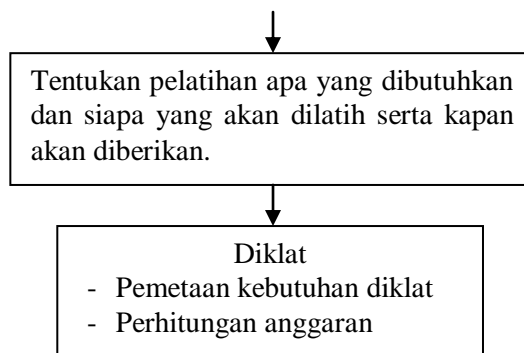 Tentukan pelatihan apa yang dibutuhkan
dan siapa yang akan dilatih serta kapan
akan diberikan.
Diklat
- Pemetaan kebutuhan diklat
- Perhitungan anggaran